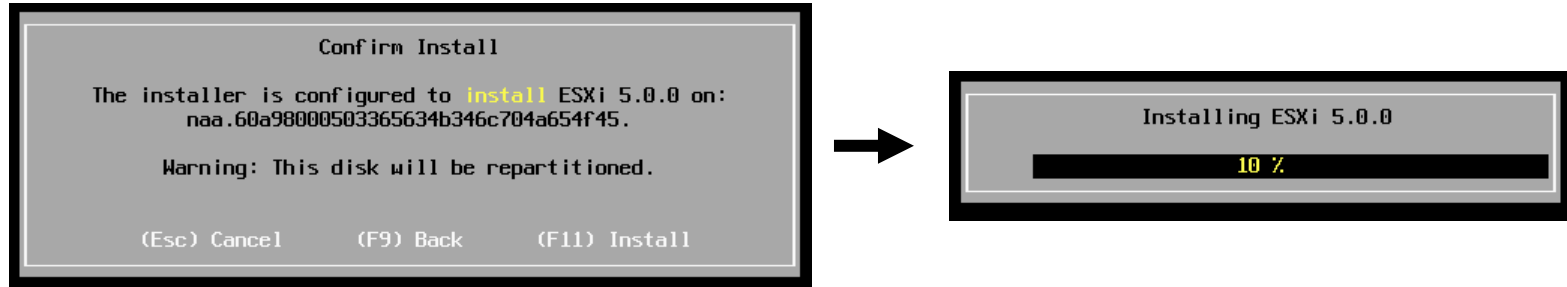 Confirm Install
The installer is configured to install ESXi 5.0.0 on:
naa.60a98000503365634b346c704a654f45.
Warning: This disk will be repartitioned.
(Esc) Cancel (F9) Back (F11) Install
Installing ESXi 5.0.0
10 %